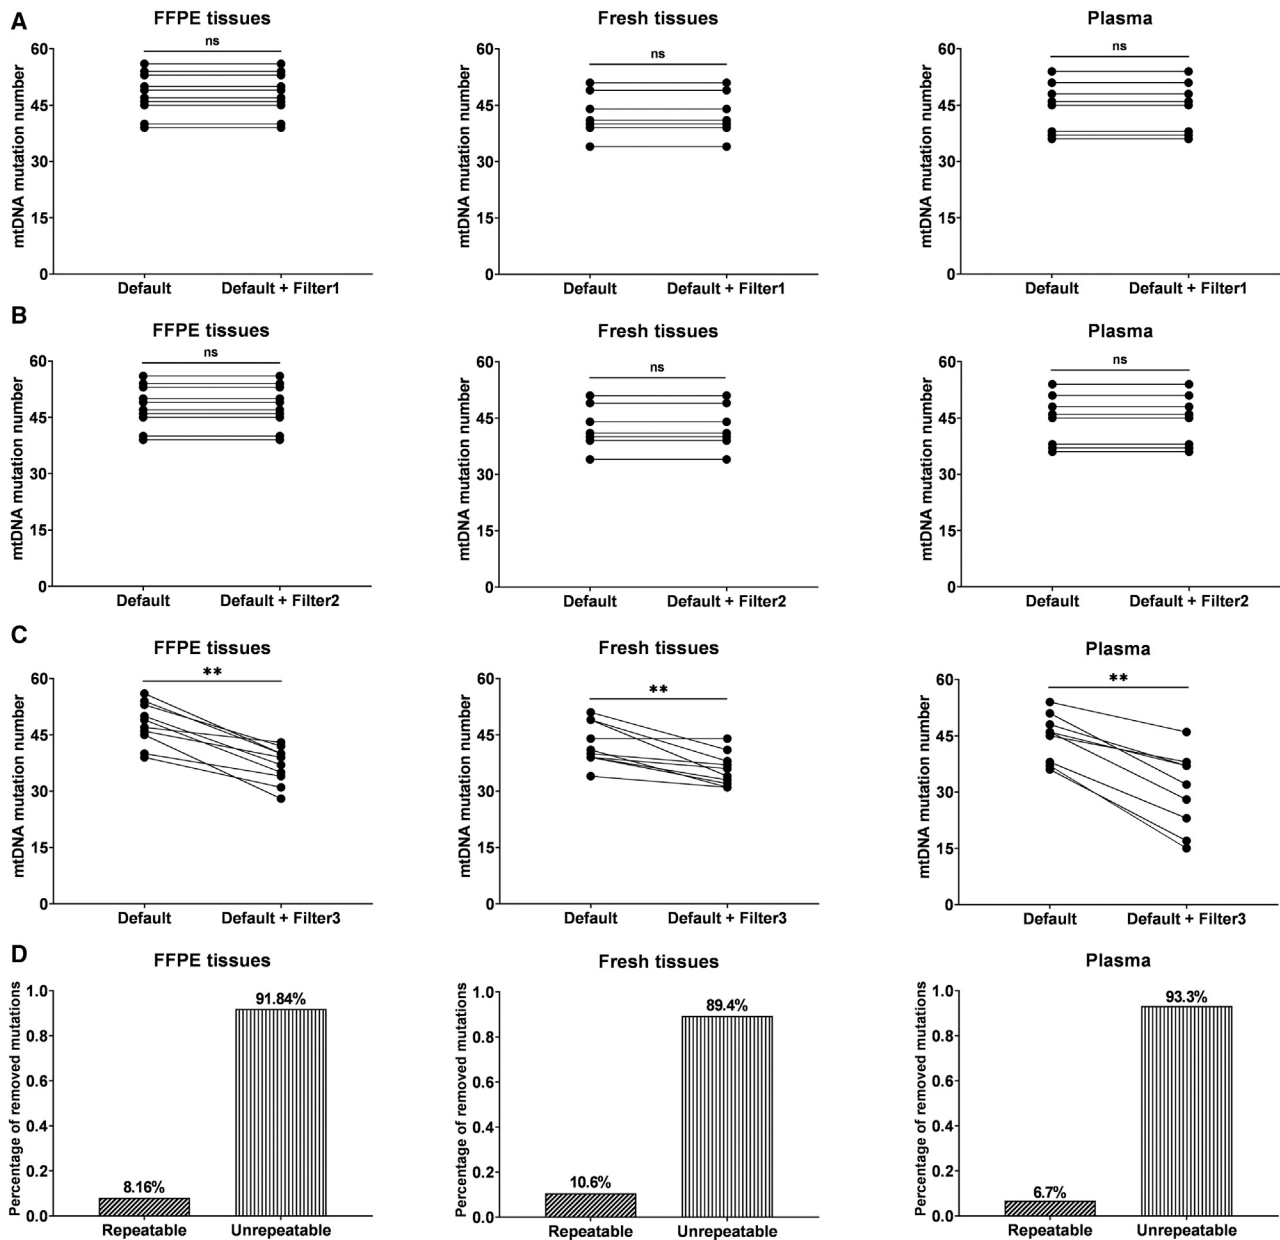 A
FFPE tissues
Fresh tissues
Plasma
mtDNA mutation number
60
45
30
15
0
ns
Default
Default + Filter1
mtDNA mutation number
60
45
30
15
0
ns
Default
Default + Filter1
mtDNA mutation number
60
45
30
15
0
ns
Default
Default + Filter1
B
FFPE tissues
Fresh tissues
Plasma
mtDNA mutation number
60
45
30
15
0
ns
Default
Default + Filter2
mtDNA mutation number
60
45
30
15
0
ns
Default
Default + Filter2
mtDNA mutation number
60
45
30
15
0
ns
Default
Default + Filter2
C
FFPE tissues
Fresh tissues
Plasma
mtDNA mutation number
60
45
30
15
0
**
Default
Default + Filter3
mtDNA mutation number
60
45
30
15
0
**
Default
Default + Filter3
mtDNA mutation number
60
45
30
15
0
**
Default
Default + Filter3
D
FFPE tissues
Fresh tissues
Plasma
Percentage of removed mutations
1.0
0.8
0.6
0.4
0.2
0.0
8.16%
91.84%
Repeatable
Unrepeatable
Percentage of removed mutations
1.0
0.8
0.6
0.4
0.2
0.0
10.6%
89.4%
Repeatable
Unrepeatable
Percentage of removed mutations
1.0
0.8
0.6
0.4
0.2
0.0
6.7%
93.3%
Repeatable
Unrepeatable